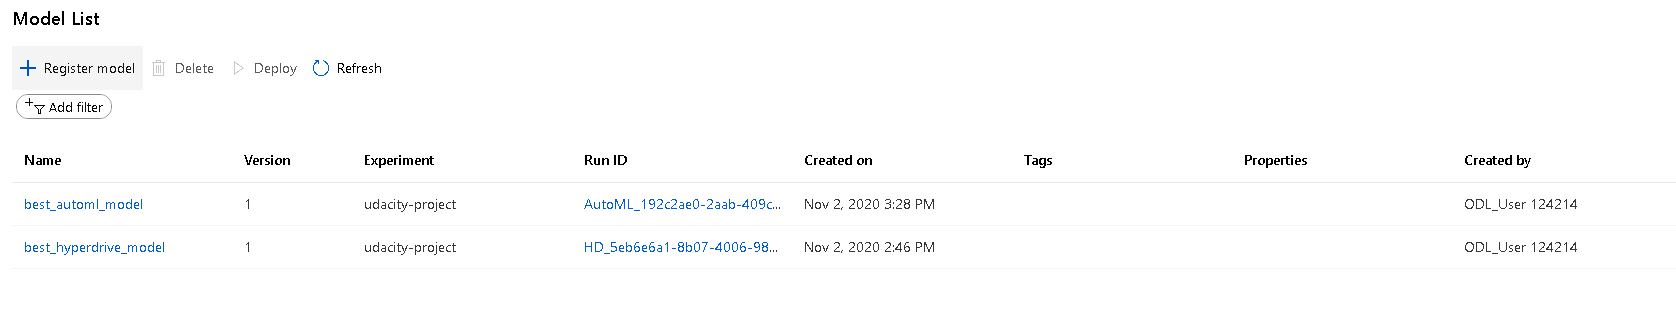 Model List
Register model Delete Deploy Refresh
Add filter
Name Version Experiment Run ID Created on Tags Properties Created by
best_automl_model 1 udacity-project AutoML_192c2ae0-2aab-409c... Nov 2, 2020 3:28 PM ODL_User 124214
best_hyperdrive_model 1 udacity-project HD_5eb6e6a1-8b07-4006-98... Nov 2, 2020 2:46 PM ODL_User 124214